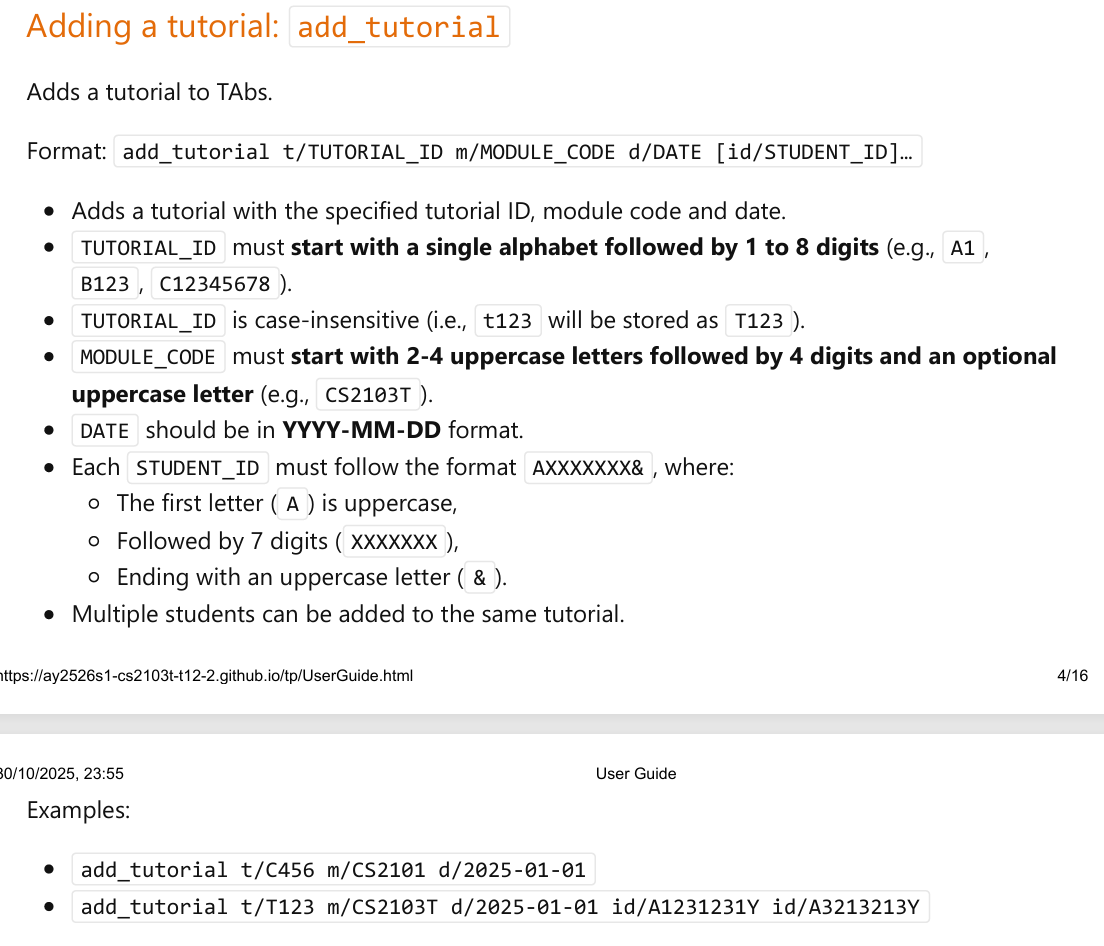 Adding a tutorial: add_tutorial
Adds a tutorial to TAbs.
Format: add_tutorial t/TUTORIAL_ID m/MODULE_CODE d/DATE [id/STUDENT_ID]…
• Adds a tutorial with the specified tutorial ID, module code and date.
• TUTORIAL_ID must start with a single alphabet followed by 1 to 8 digits (e.g., A1 ,
B123 , C12345678 ).
• TUTORIAL_ID is case-insensitive (i.e., t123 will be stored as T123 ).
• MODULE_CODE must start with 2-4 uppercase letters followed by 4 digits and an optional
uppercase letter (e.g., CS2103T ).
• DATE should be in YYYY-MM-DD format.
• Each STUDENT_ID must follow the format AXXXXXXX& , where:
○ The first letter ( A ) is uppercase,
○ Followed by 7 digits ( XXXXXXX ),
○ Ending with an uppercase letter ( & ).
• Multiple students can be added to the same tutorial.
https://ay2526s1-cs2103t-t12-2.github.io/tp/UserGuide.html 4/16
30/10/2025, 23:55 User Guide
Examples:
• add_tutorial t/C456 m/CS2101 d/2025-01-01
• add_tutorial t/T123 m/CS2103T d/2025-01-01 id/A1231231Y id/A3213213Y